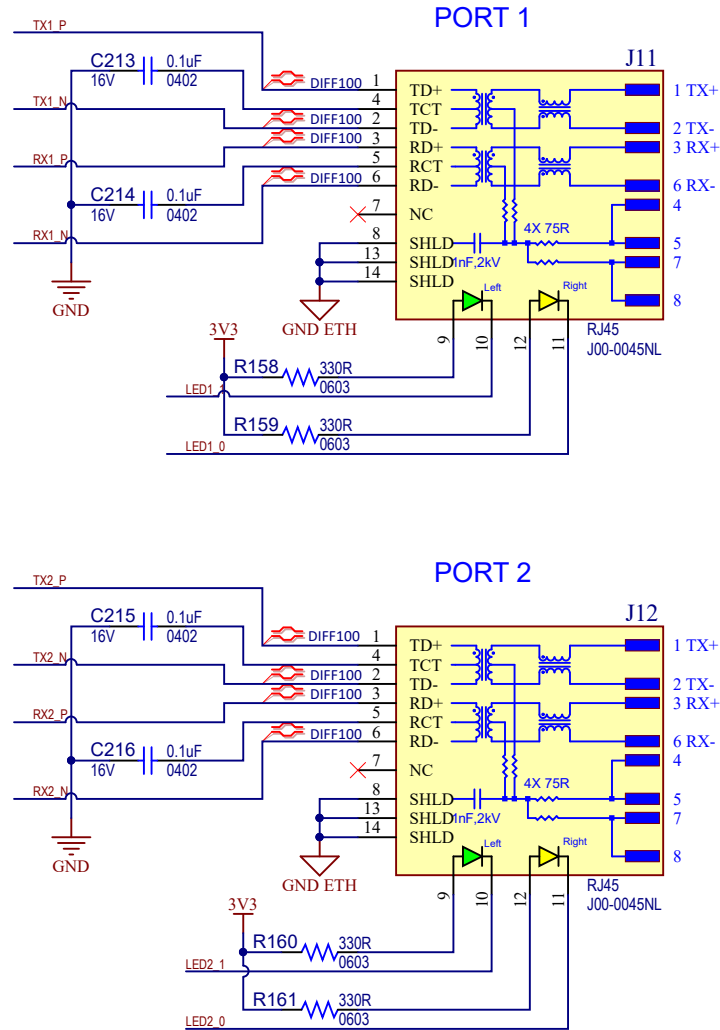 PORT 1
TX1_P
C213 0.1uF
16V 0402
J11
DIFF100 1 TD+ 1 TX+
4 TCT
TX1_N DIFF100 2 TD- 2 TX-
DIFF100 3 RD+ 3 RX+
RX1_P 5 RCT
DIFF100 6 RD- 6 RX-
C214 0.1uF
16V 0402
7 NC 4
4X 75R
RX1_N 8 SHLD 5
1nF,2kV
13 SHLD 7
14 SHLD
GND
Left Right 8
GND ETH
9 10 12 11
RJ45
J00-0045NL
3V3
R158 330R
0603
LED1_1
R159 330R
0603
LED1_0
PORT 2
TX2_P
C215 0.1uF
16V 0402
J12
DIFF100 1 TD+ 1 TX+
4 TCT
TX2_N DIFF100 2 TD- 2 TX-
DIFF100 3 RD+ 3 RX+
RX2_P 5 RCT
DIFF100 6 RD- 6 RX-
C216 0.1uF
16V 0402
7 NC 4
4X 75R
RX2_N 8 SHLD 5
1nF,2kV
13 SHLD 7
14 SHLD
GND
Left Right 8
GND ETH
9 10 12 11
RJ45
J00-0045NL
3V3
R160 330R
0603
LED2_1
R161 330R
0603
LED2_0